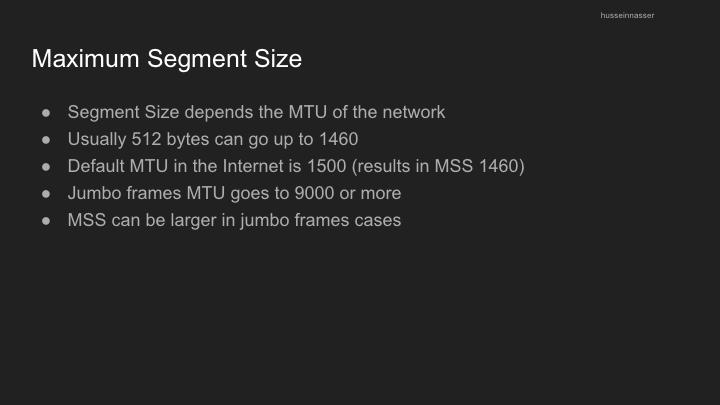 husseinnasser
Maximum Segment Size
● Segment Size depends the MTU of the network
● Usually 512 bytes can go up to 1460
● Default MTU in the Internet is 1500 (results in MSS 1460)
● Jumbo frames MTU goes to 9000 or more
● MSS can be larger in jumbo frames cases